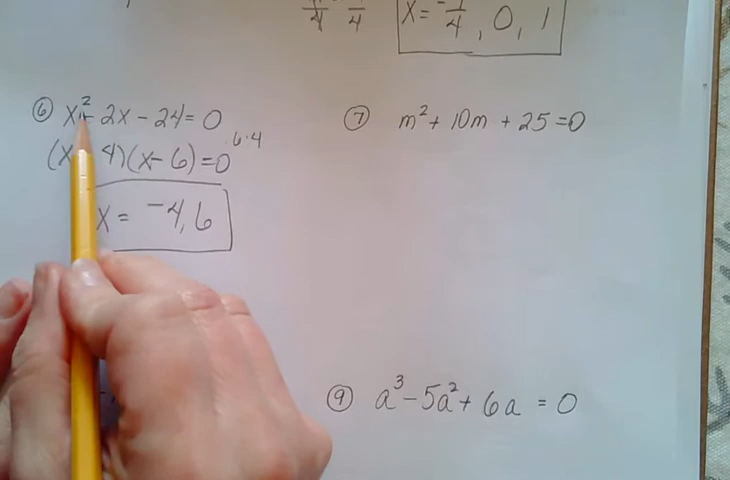 x = -1/4, 0, 1
⑥ x² - 2x - 24 = 0
(x 4)(x - 6) = 0 6·4
x = -4, 6
⑦ m² + 10m + 25 = 0
⑨ a³ - 5a² + 6a = 0